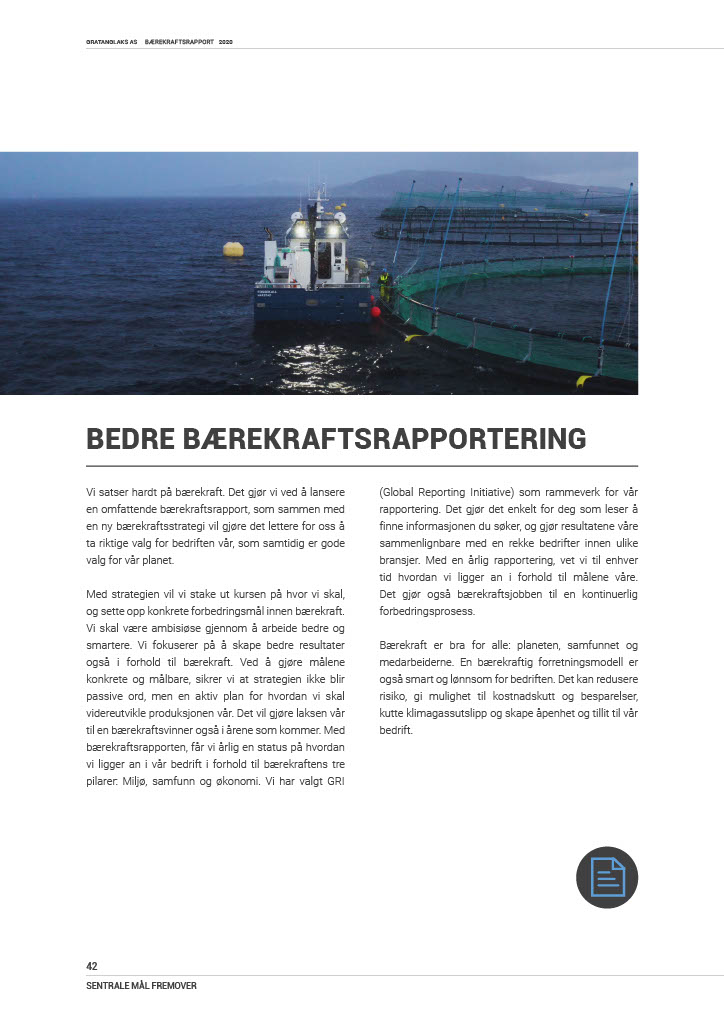 GRATANGLAKS AS BÆREKRAFTSRAPPORT 2020
BEDRE BÆREKRAFTSRAPPORTERING
Vi satser hardt på bærekraft. Det gjør vi ved å lansere
en omfattende bærekraftsrapport, som sammen med
en ny bærekraftsstrategi vil gjøre det lettere for oss å
ta riktige valg for bedriften vår, som samtidig er gode
valg for vår planet.
Med strategien vil vi stake ut kursen på hvor vi skal,
og sette opp konkrete forbedringsmål innen bærekraft.
Vi skal være ambisiøse gjennom å arbeide bedre og
smartere. Vi fokuserer på å skape bedre resultater
også i forhold til bærekraft. Ved å gjøre målene
konkrete og målbare, sikrer vi at strategien ikke blir
passive ord, men en aktiv plan for hvordan vi skal
videreutvikle produksjonen vår. Det vil gjøre laksen vår
til en bærekraftsvinner også i årene som kommer. Med
bærekraftsrapporten, får vi årlig en status på hvordan
vi ligger an i vår bedrift i forhold til bærekraftens tre
pilarer: Miljø, samfunn og økonomi. Vi har valgt GRI
(Global Reporting Initiative) som rammeverk for vår
rapportering. Det gjør det enkelt for deg som leser å
finne informasjonen du søker, og gjør resultatene våre
sammenlignbare med en rekke bedrifter innen ulike
bransjer. Med en årlig rapportering, vet vi til enhver
tid hvordan vi ligger an i forhold til målene våre.
Det gjør også bærekraftsjobben til en kontinuerlig
forbedringsprosess.
Bærekraft er bra for alle: planeten, samfunnet og
medarbeiderne. En bærekraftig forretningsmodell er
også smart og lønnsom for bedriften. Det kan redusere
risiko, gi mulighet til kostnadskutt og besparelser,
kutte klimagassutslipp og skape åpenhet og tillit til vår
bedrift.
42
SENTRALE MÅL FREMOVER